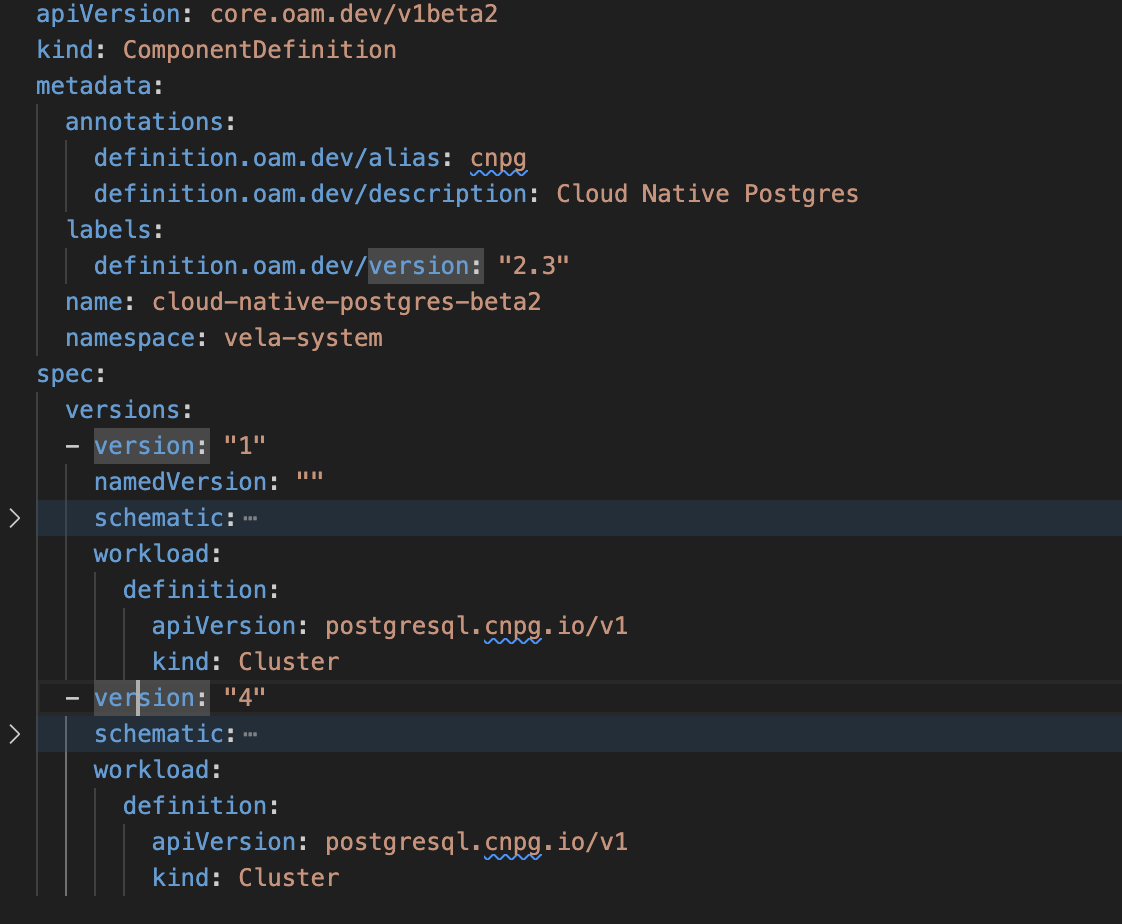 apiVersion: core.oam.dev/v1beta2
kind: ComponentDefinition
metadata:
  annotations:
    definition.oam.dev/alias: cnpg
    definition.oam.dev/description: Cloud Native Postgres
  labels:
    definition.oam.dev/version: "2.3"
  name: cloud-native-postgres-beta2
  namespace: vela-system
spec:
  versions:
  - version: "1"
    namedVersion: ""
    schematic:⋯
    workload:
      definition:
        apiVersion: postgresql.cnpg.io/v1
        kind: Cluster
  - version: "4"
    schematic:⋯
    workload:
      definition:
        apiVersion: postgresql.cnpg.io/v1
        kind: Cluster